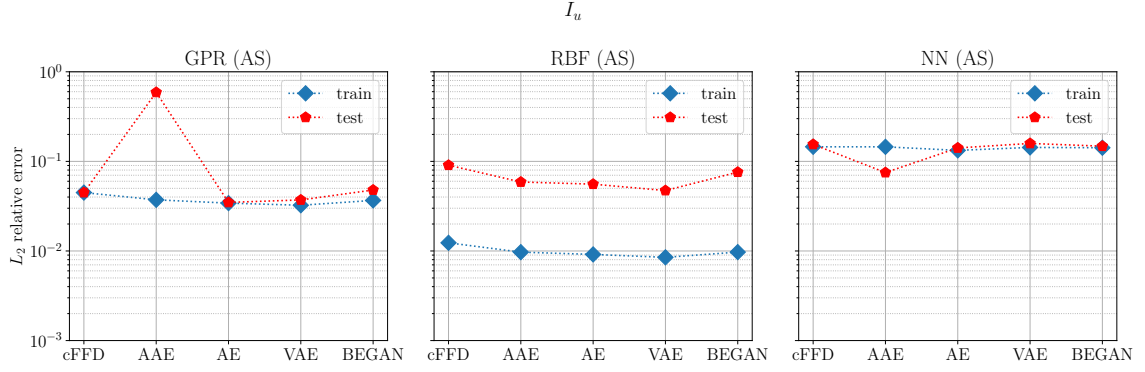 I_u
GPR (AS)
RBF (AS)
NN (AS)
L_2 relative error
10^0
10^{-1}
10^{-2}
10^{-3}
train
test
train
test
train
test
cFFD AAE AE VAE BEGAN
cFFD AAE AE VAE BEGAN
cFFD AAE AE VAE BEGAN